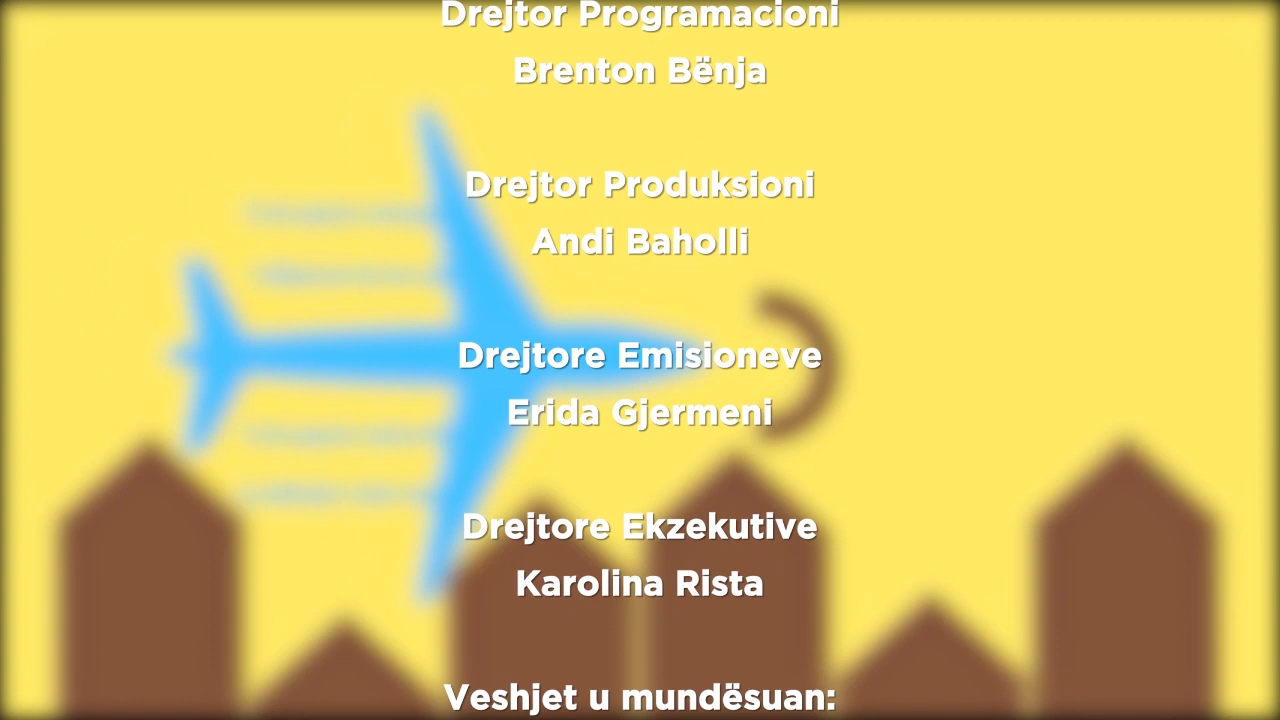 Drejtor Programacioni
Brenton Bënja
Drejtor Produksioni
Andi Baholli
Drejtore Emisioneve
Erida Gjermeni
Drejtore Ekzekutive
Karolina Rista
Veshjet u mundësuan: